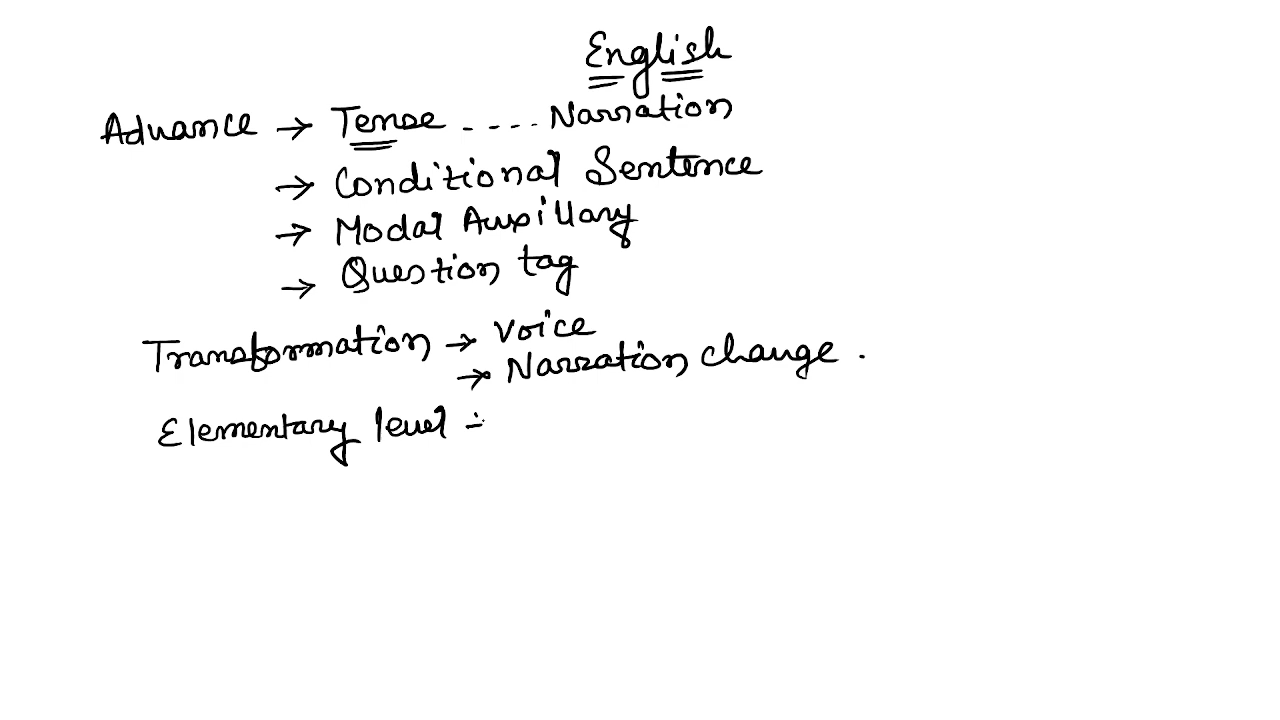 English
Advance → Tense .... Narration
→ Conditional Sentence
→ Modal Auxillary
→ Question tag
Transformation → Voice
→ Narration change.
Elementary level ÷